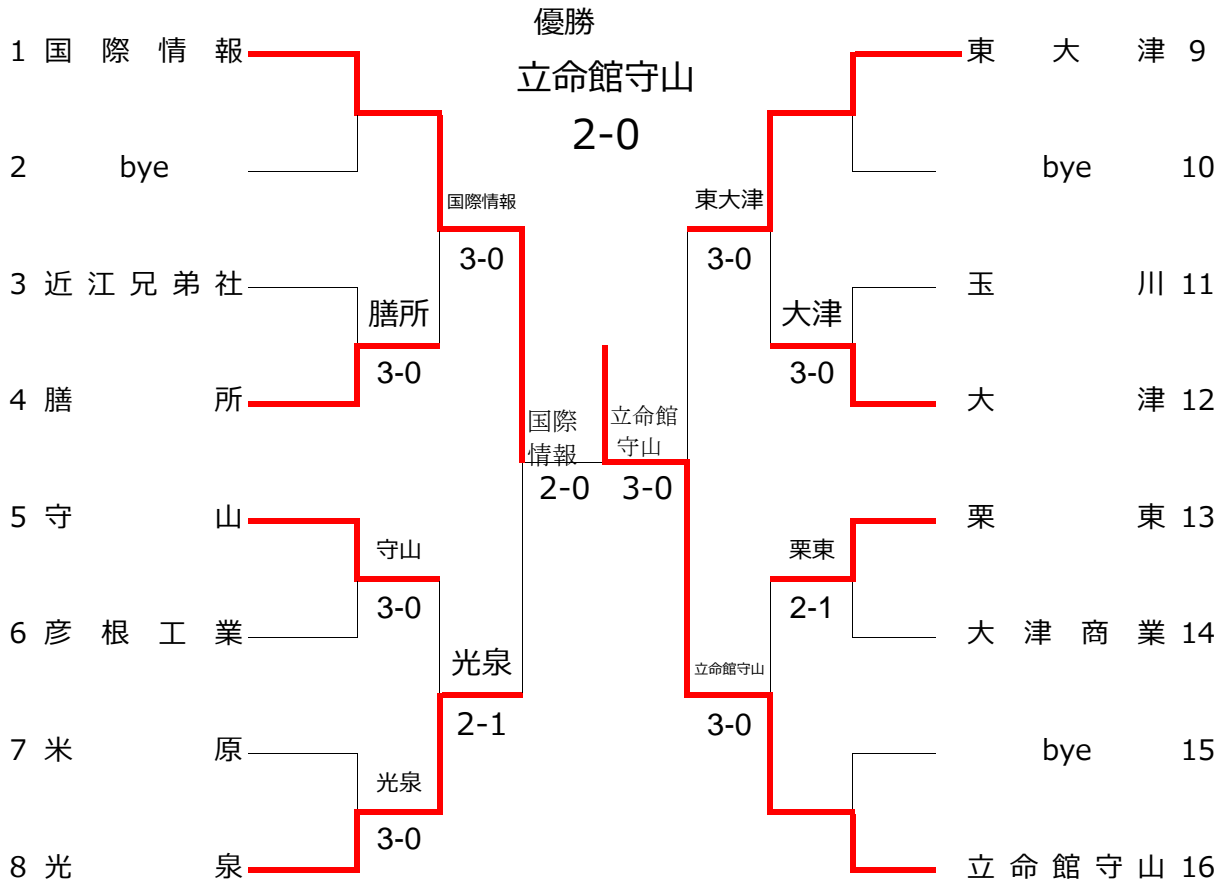 優勝
立命館守山
2-0
1 国際情報
2 bye
3 近江兄弟社
4 膳所
5 守山
6 彦根工業
7 米原
8 光泉
膳所
3-0
守山
3-0
光泉
3-0
国際情報
3-0
光泉
2-1
国際
情報
2-0
立命館
守山
3-0
東大津
3-0
立命館守山
3-0
大津
3-0
栗東
2-1
東大津 9
bye 10
玉川 11
大津 12
栗東 13
大津商業 14
bye 15
立命館守山 16